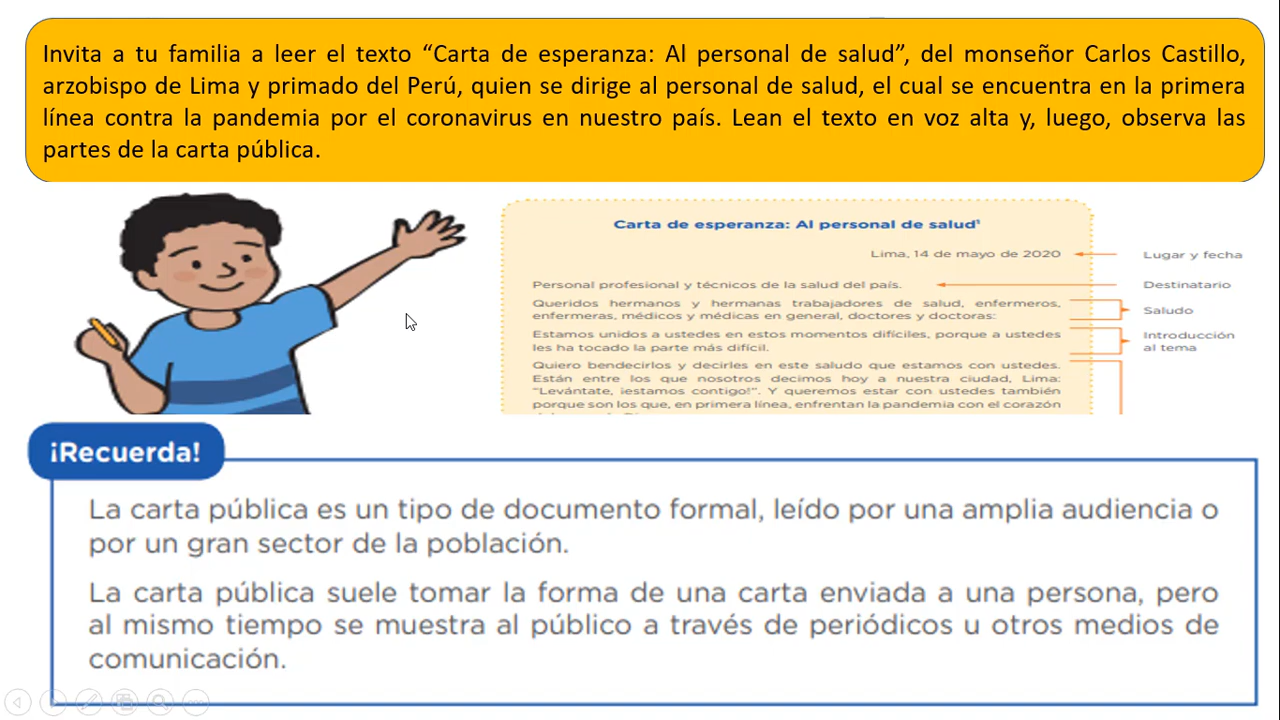 Invita a tu familia a leer el texto “Carta de esperanza: Al personal de salud”, del monseñor Carlos Castillo,
arzobispo de Lima y primado del Perú, quien se dirige al personal de salud, el cual se encuentra en la primera
línea contra la pandemia por el coronavirus en nuestro país. Lean el texto en voz alta y, luego, observa las
partes de la carta pública.
Carta de esperanza: Al personal de salud¹
Lima, 14 de mayo de 2020
Lugar y fecha
Personal profesional y técnicos de la salud del país.
Destinatario
Queridos hermanos y hermanas trabajadores de salud, enfermeros,
enfermeras, médicos y médicas en general, doctores y doctoras:
Saludo
Estamos unidos a ustedes en estos momentos difíciles, porque a ustedes
les ha tocado la parte más difícil.
Introducción
al tema
Quiero bendecirlos y decirles en este saludo que estamos con ustedes.
Están entre los que nosotros decimos hoy a nuestra ciudad, Lima:
“Levántate, ¡estamos contigo!”. Y queremos estar con ustedes también
porque son los que, en primera línea, enfrentan la pandemia con el corazón
¡Recuerda!
La carta pública es un tipo de documento formal, leído por una amplia audiencia o
por un gran sector de la población.
La carta pública suele tomar la forma de una carta enviada a una persona, pero
al mismo tiempo se muestra al público a través de periódicos u otros medios de
comunicación.